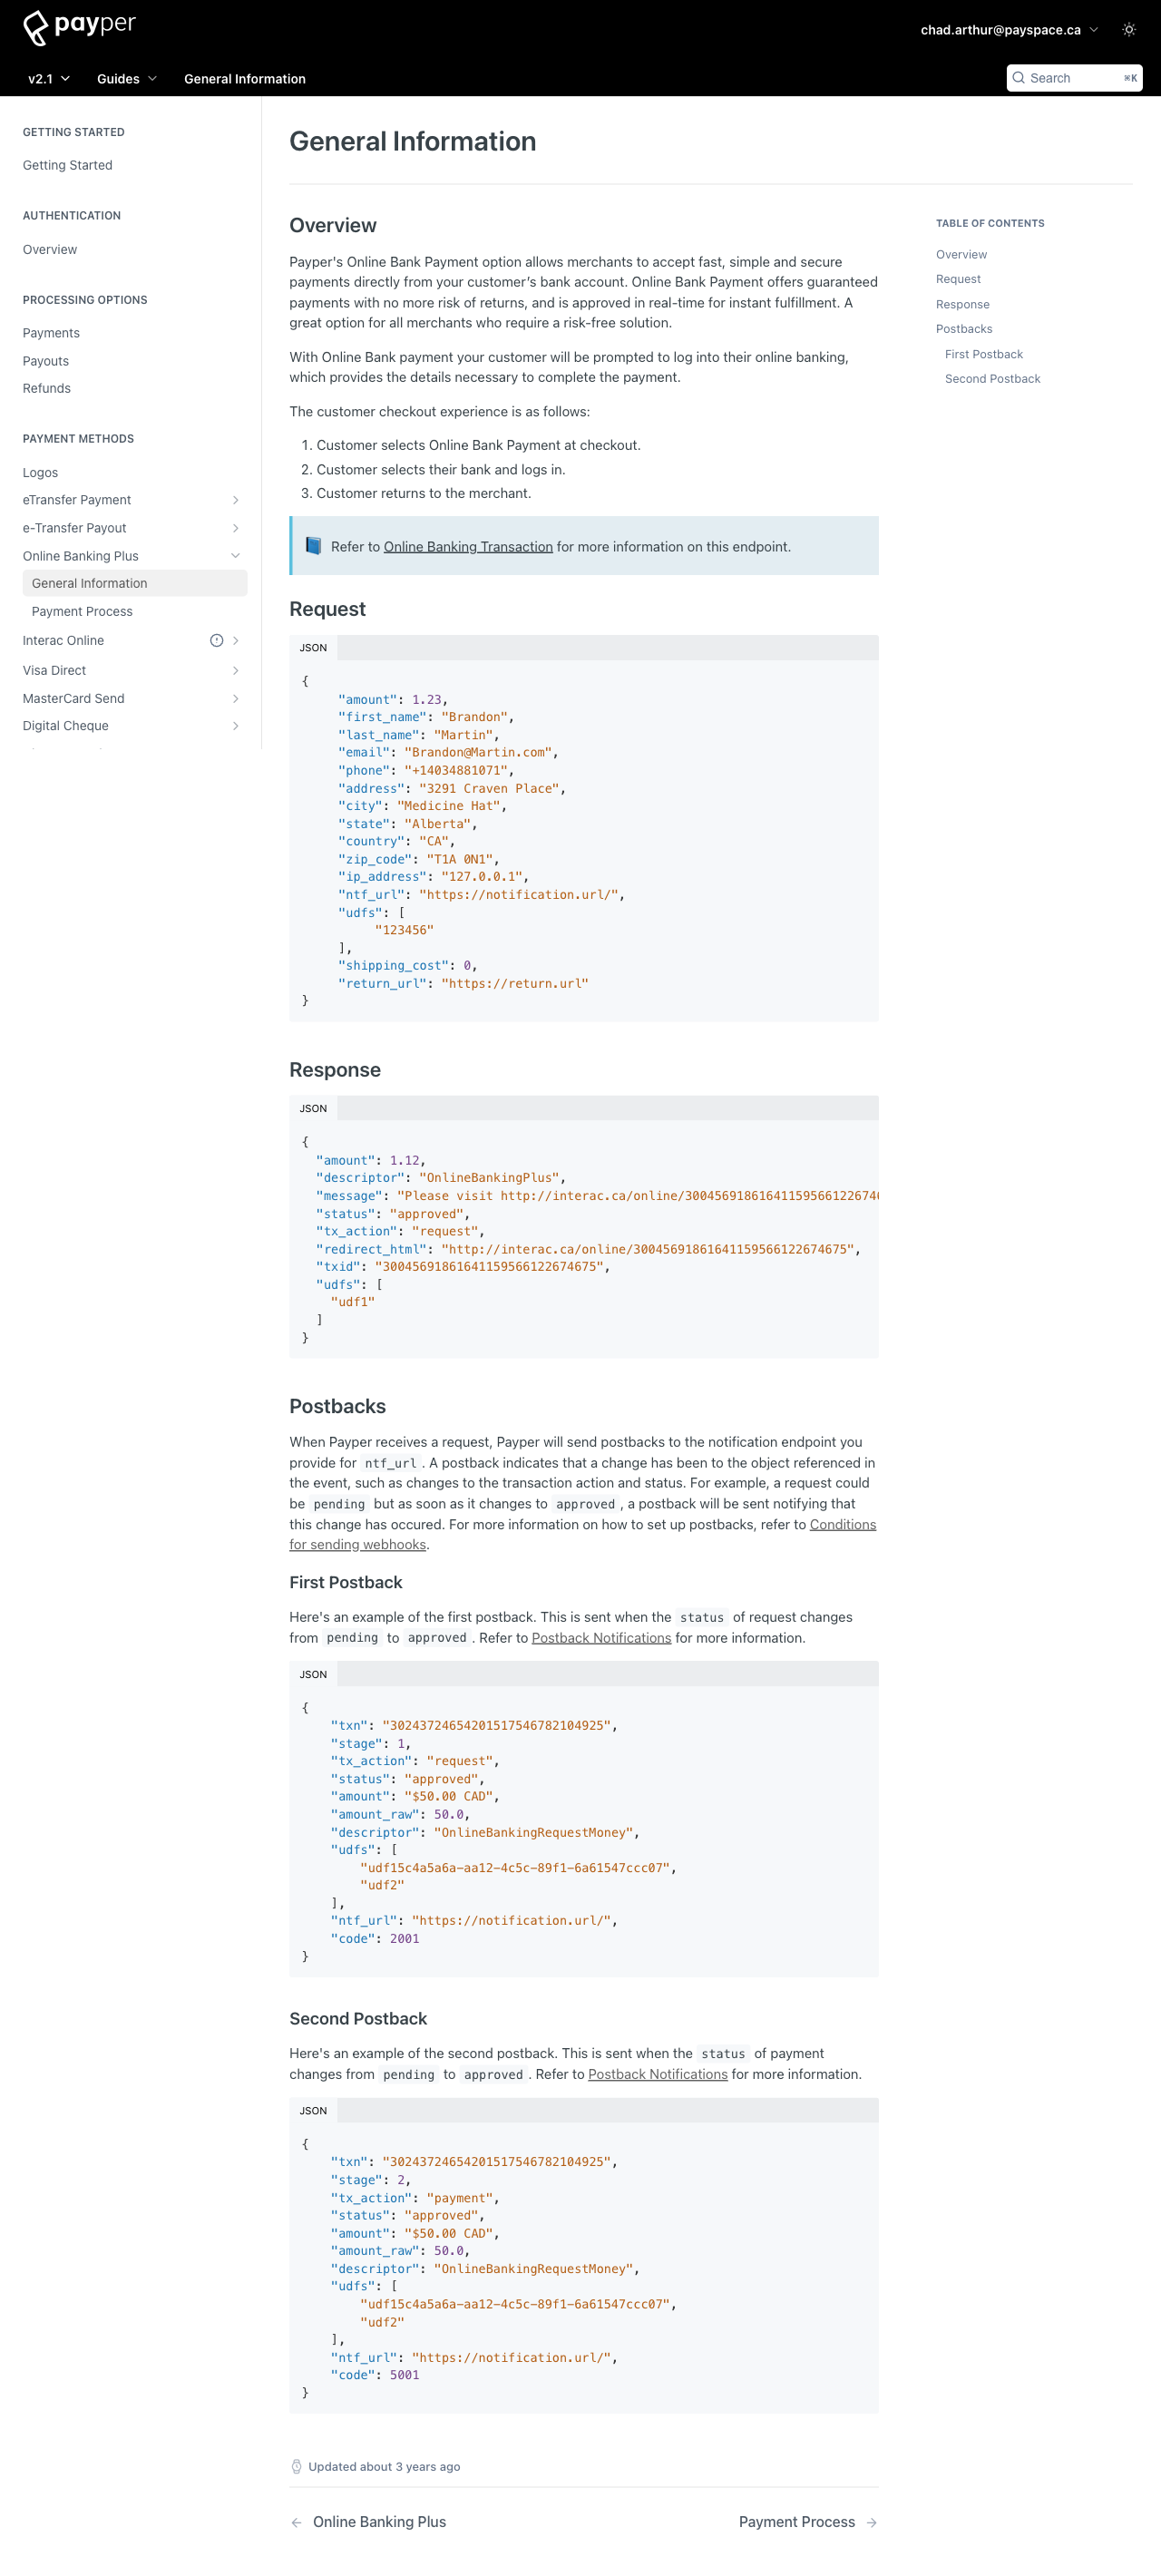 payper
chad.arthur@payspace.ca
v2.1
Guides
General Information
Search
⌘K
GETTING STARTED
Getting Started
AUTHENTICATION
Overview
PROCESSING OPTIONS
Payments
Payouts
Refunds
PAYMENT METHODS
Logos
eTransfer Payment
e-Transfer Payout
Online Banking Plus
General Information
Payment Process
Interac Online
Visa Direct
MasterCard Send
Digital Cheque
General Information
Overview
Payper's Online Bank Payment option allows merchants to accept fast, simple and secure
payments directly from your customer's bank account. Online Bank Payment offers guaranteed
payments with no more risk of returns, and is approved in real-time for instant fulfillment. A
great option for all merchants who require a risk-free solution.
With Online Bank payment your customer will be prompted to log into their online banking,
which provides the details necessary to complete the payment.
The customer checkout experience is as follows:
1. Customer selects Online Bank Payment at checkout.
2. Customer selects their bank and logs in.
3. Customer returns to the merchant.
Refer to Online Banking Transaction for more information on this endpoint.
Request
JSON
{
"amount": 1.23,
"first_name": "Brandon",
"last_name": "Martin",
"email": "Brandon@Martin.com",
"phone": "+14034881071",
"address": "3291 Craven Place",
"city": "Medicine Hat",
"state": "Alberta",
"country": "CA",
"zip_code": "T1A 0N1",
"ip_address": "127.0.0.1",
"ntf_url": "https://notification.url/",
"udfs": [
"123456"
],
"shipping_cost": 0,
"return_url": "https://return.url"
}
Response
JSON
{
"amount": 1.12,
"descriptor": "OnlineBankingPlus",
"message": "Please visit http://interac.ca/online/3004569186164115956612267467
"status": "approved",
"tx_action": "request",
"redirect_html": "http://interac.ca/online/30045691861641159566122674675",
"txid": "30045691861641159566122674675",
"udfs": [
"udf1"
]
}
Postbacks
When Payper receives a request, Payper will send postbacks to the notification endpoint you
provide for ntf_url. A postback indicates that a change has been to the object referenced in
the event, such as changes to the transaction action and status. For example, a request could
be pending but as soon as it changes to approved, a postback will be sent notifying that
this change has occured. For more information on how to set up postbacks, refer to Conditions
for sending webhooks.
First Postback
Here's an example of the first postback. This is sent when the status of request changes
from pending to approved. Refer to Postback Notifications for more information.
JSON
{
"txn": "30243724654201517546782104925",
"stage": 1,
"tx_action": "request",
"status": "approved",
"amount": "$50.00 CAD",
"amount_raw": 50.0,
"descriptor": "OnlineBankingRequestMoney",
"udfs": [
"udf15c4a5a6a-aa12-4c5c-89f1-6a61547ccc07",
"udf2"
],
"ntf_url": "https://notification.url/",
"code": 2001
}
Second Postback
Here's an example of the second postback. This is sent when the status of payment
changes from pending to approved. Refer to Postback Notifications for more information.
JSON
{
"txn": "30243724654201517546782104925",
"stage": 2,
"tx_action": "payment",
"status": "approved",
"amount": "$50.00 CAD",
"amount_raw": 50.0,
"descriptor": "OnlineBankingRequestMoney",
"udfs": [
"udf15c4a5a6a-aa12-4c5c-89f1-6a61547ccc07",
"udf2"
],
"ntf_url": "https://notification.url/",
"code": 5001
}
Updated about 3 years ago
Online Banking Plus
Payment Process
TABLE OF CONTENTS
Overview
Request
Response
Postbacks
First Postback
Second Postback